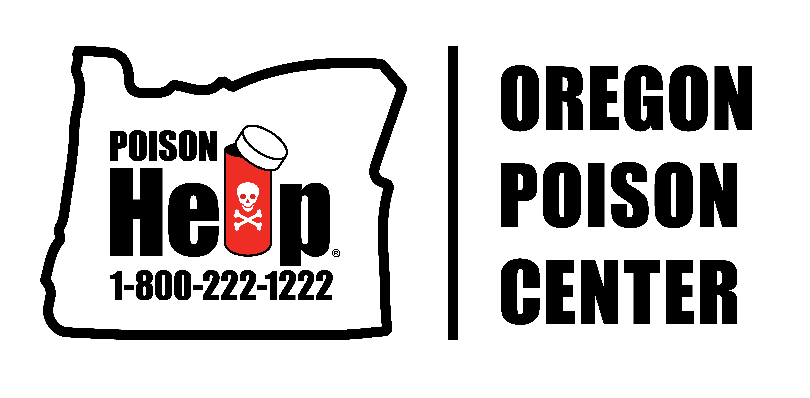 POISON
Help®
1-800-222-1222
OREGON
POISON
CENTER